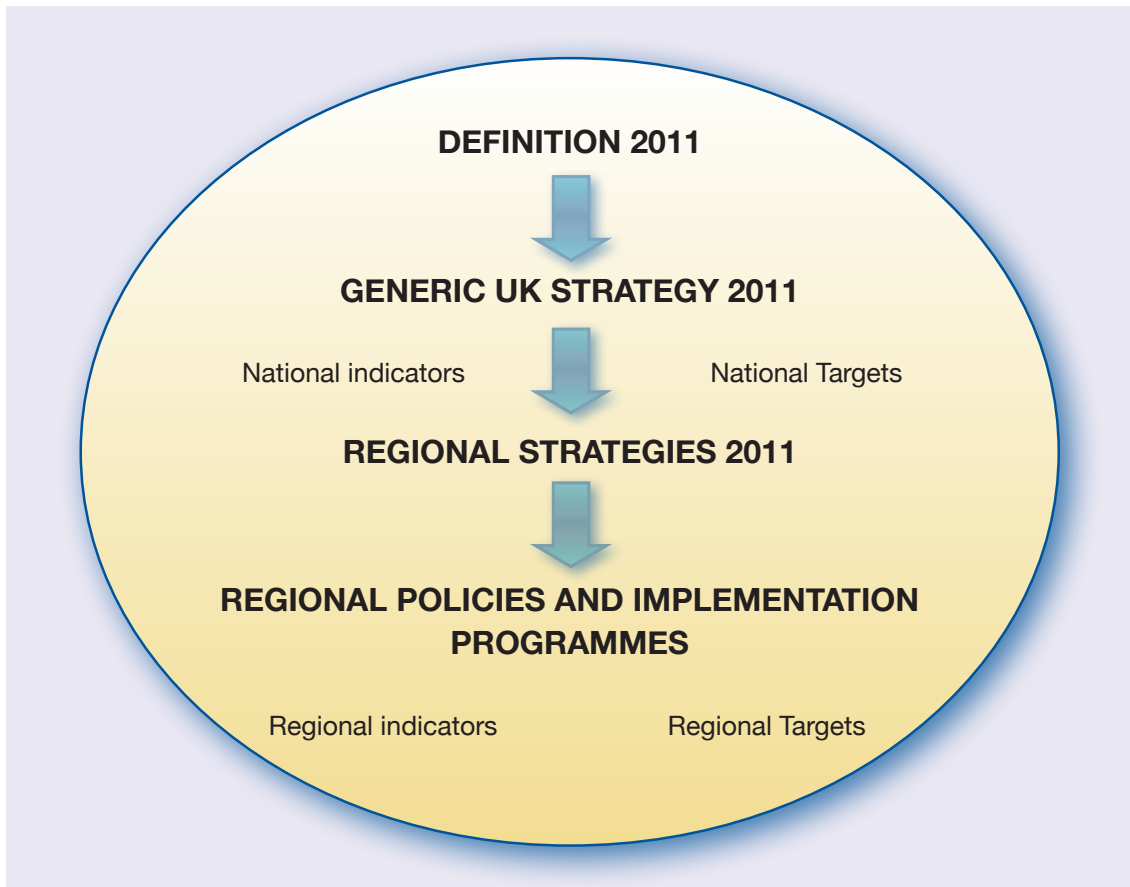 DEFINITION 2011
GENERIC UK STRATEGY 2011
National indicators
National Targets
REGIONAL STRATEGIES 2011
REGIONAL POLICIES AND IMPLEMENTATION
PROGRAMMES
Regional indicators
Regional Targets